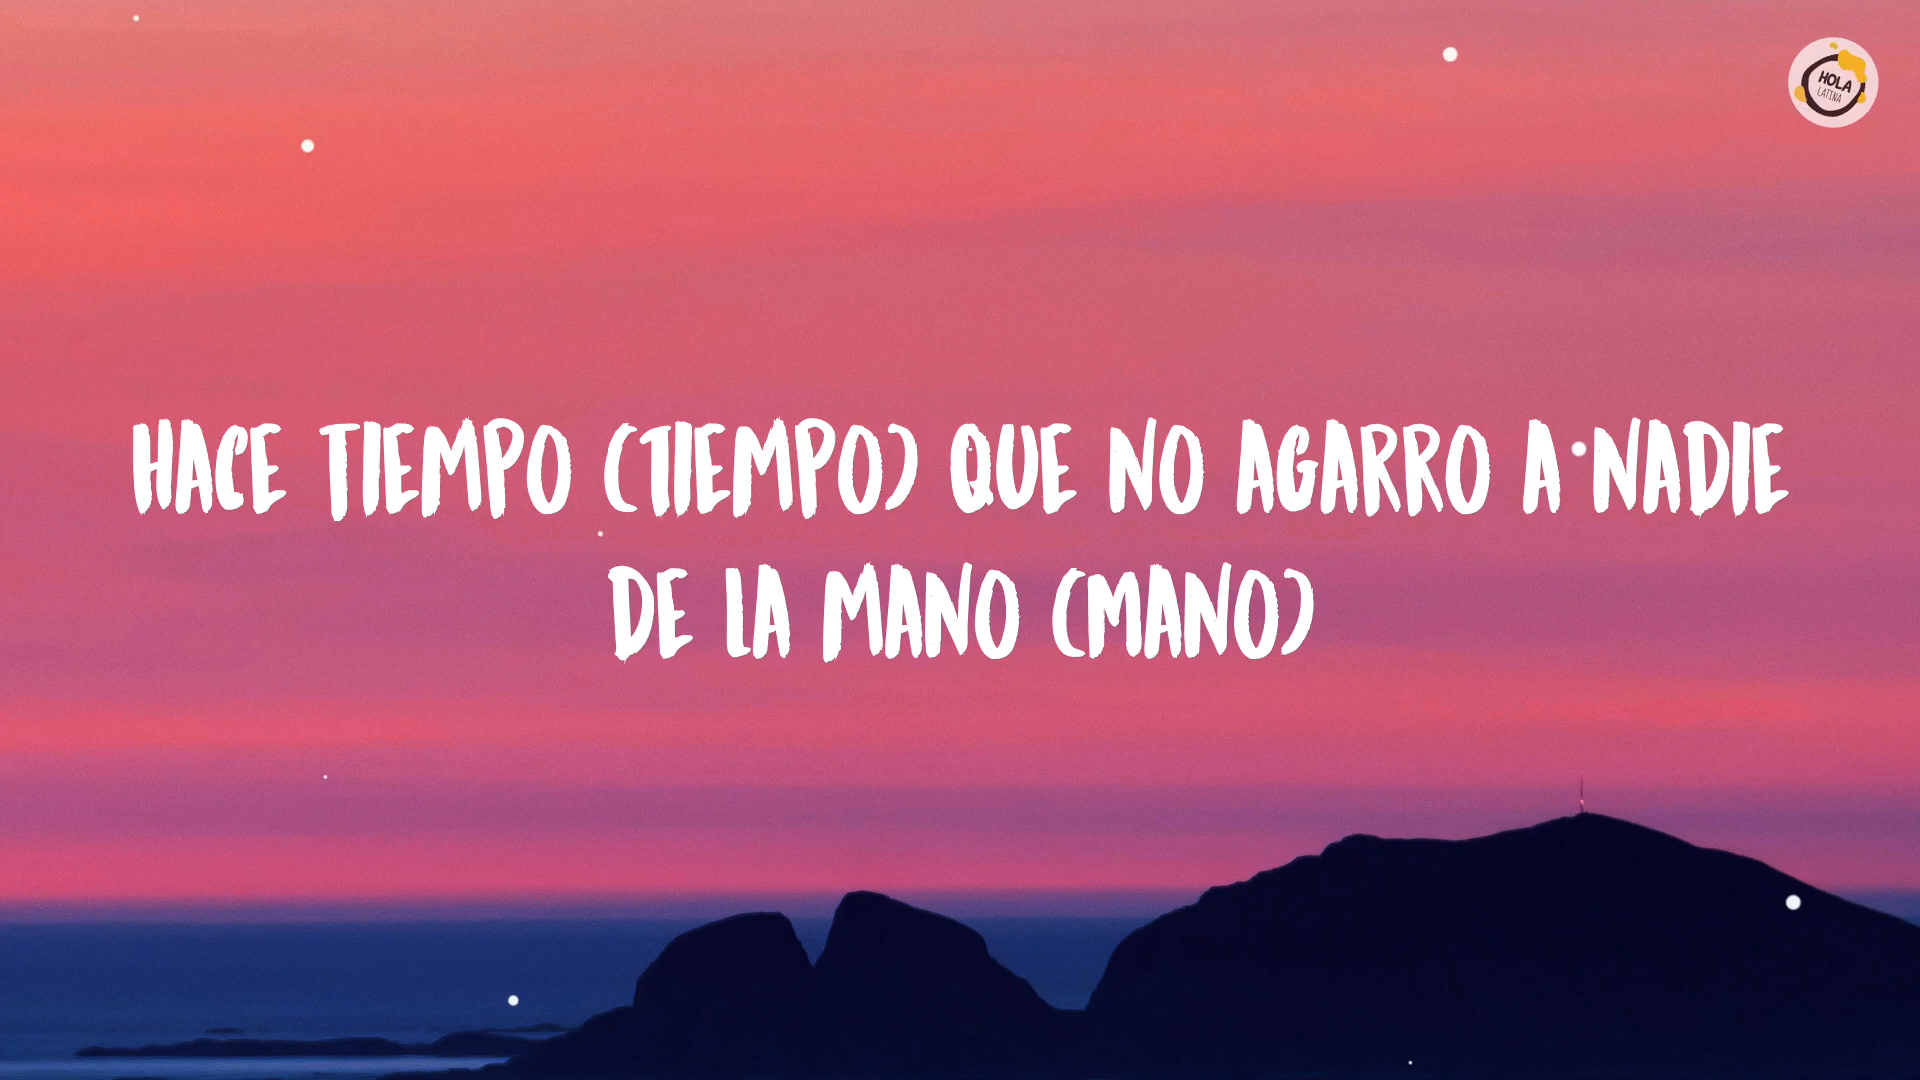 HOLA
LATINA
HACE TIEMPO (TIEMPO) QUE NO AGARRO A NADIE
DE LA MANO (MANO)